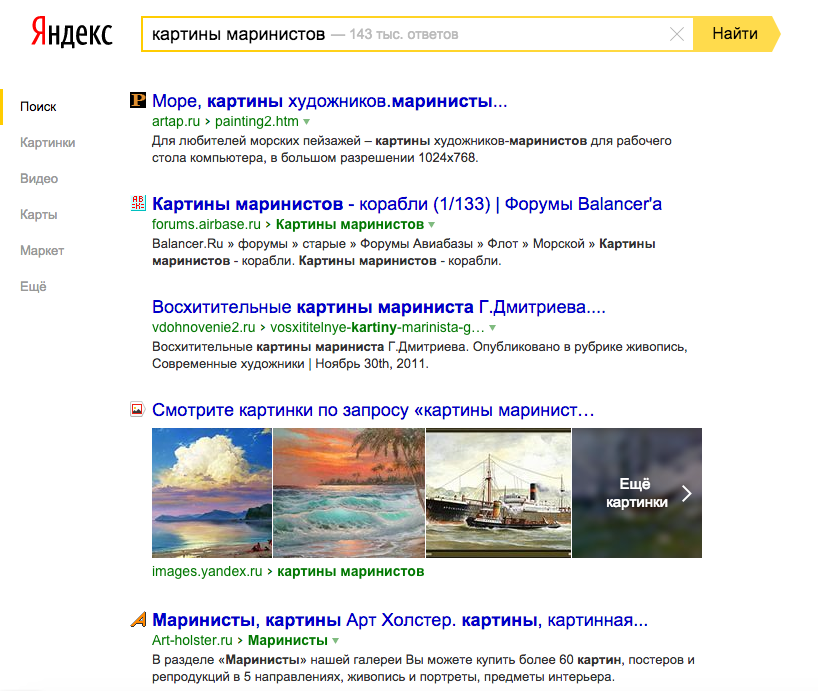 Яндекс
картины маринистов — 143 тыс. ответов
Найти
Поиск
Картинки
Видео
Карты
Маркет
Ещё
Море, картины художников.маринисты...
artap.ru › painting2.htm
Для любителей морских пейзажей – картины художников-маринистов для рабочего
стола компьютера, в большом разрешении 1024x768.
Картины маринистов - корабли (1/133) | Форумы Balancer'а
forums.airbase.ru › Картины маринистов
Balancer.Ru » форумы » старые » Форумы Авиабазы » Флот » Морской » Картины
маринистов - корабли. Картины маринистов - корабли.
Восхитительные картины мариниста Г.Дмитриева....
vdohnovenie2.ru › vosxititelnye-kartiny-marinista-g…
Восхитительные картины мариниста Г.Дмитриева. Опубликовано в рубрике живопись,
Современные художники | Ноябрь 30th, 2011.
Смотрите картинки по запросу «картины маринист…
Ещё
картинки
images.yandex.ru › картины маринистов
Маринисты, картины Арт Холстер. картины, картинная...
Art-holster.ru › Маринисты
В разделе «Маринисты» нашей галереи Вы можете купить более 60 картин, постеров и
репродукций в 5 направлениях, живопись и портреты, предметы интерьера.